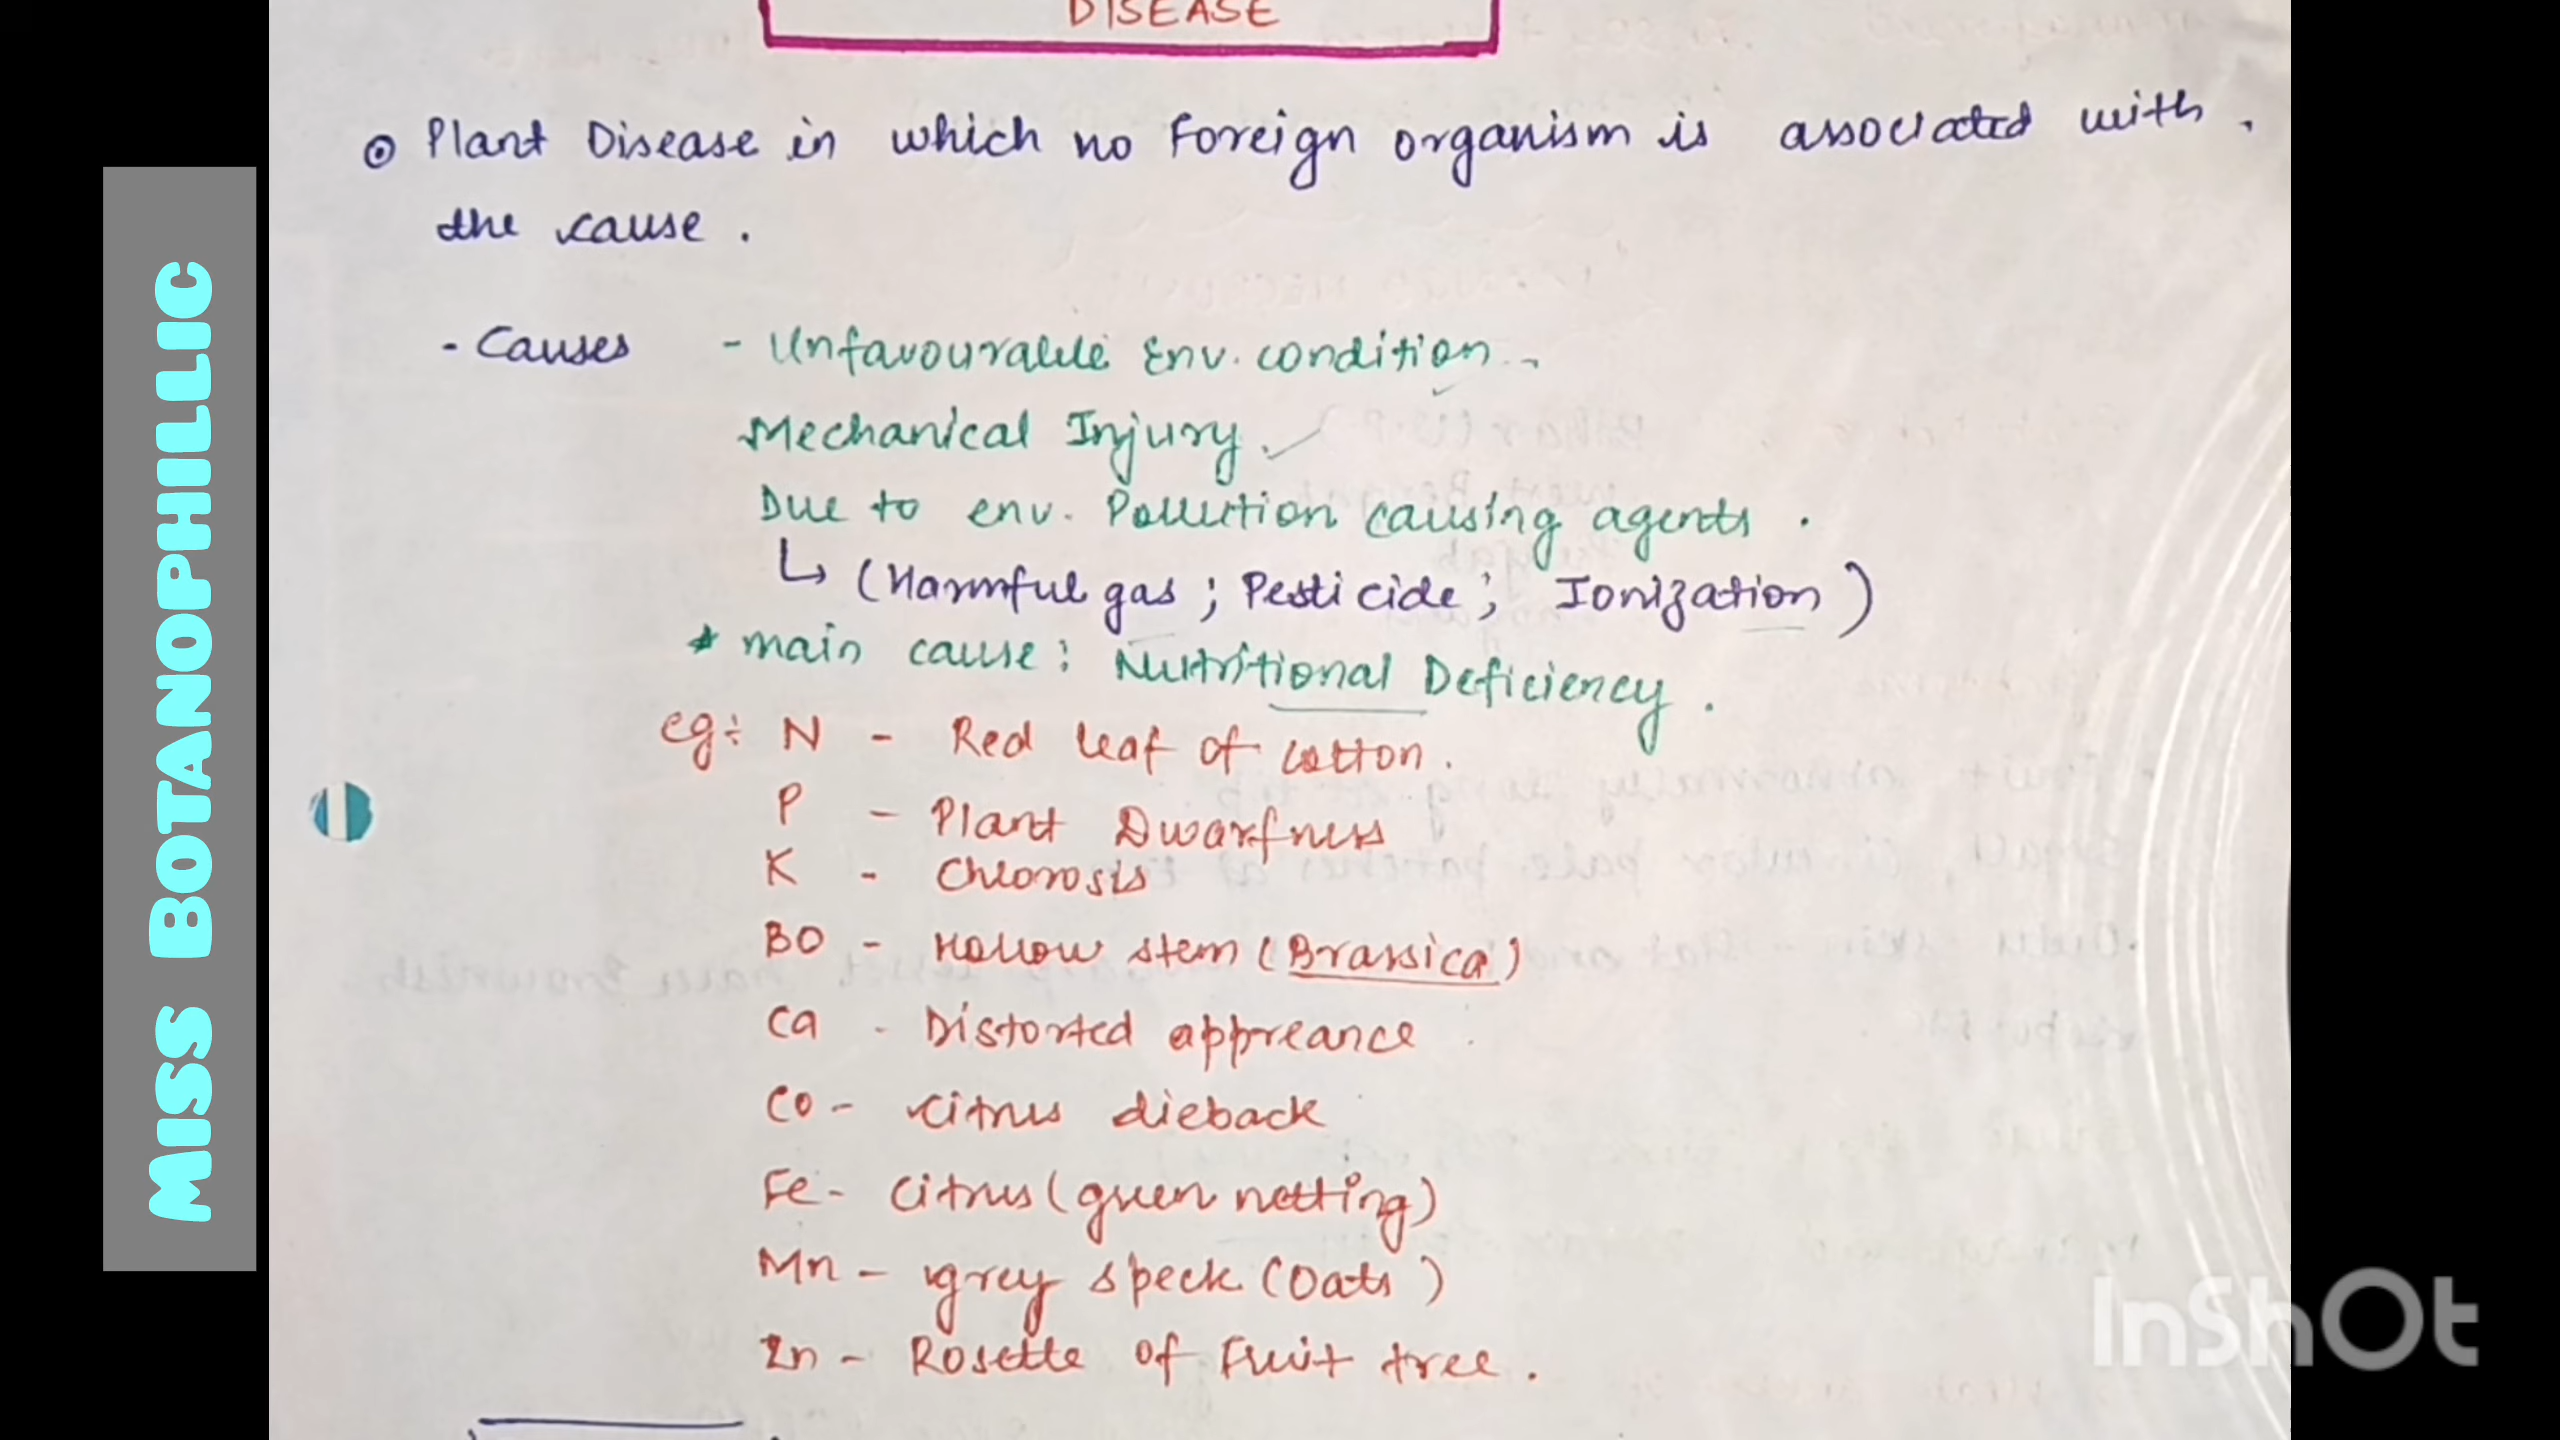 DISEASE
Plant Disease in which no Foreign organism is associated with.
the cause.
- Causes - Unfavourable Env. condition.
Mechanical Injury.
Due to env. Pollution causing agents.
↳ (Harmful gas; Pesticide; Ionization)
* main cause: Nutritional Deficiency.
eg:- N - Red leaf of cotton.
P - Plant Dwarfness
K - Chlorosis
BO - Hollow stem (Brassica)
Ca - Distorted appreance
CO - citrus dieback
Fe - citrus (green netting)
Mn - grey speck (Oats)
Zn - Rosette of Fruit tree.
MISS BOTANOPHILLIC
InShOt